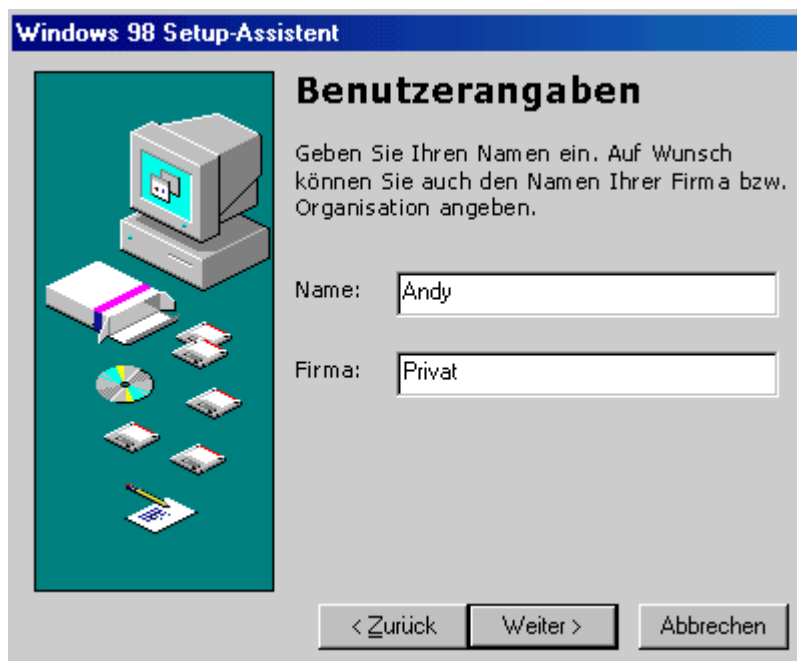 Windows 98 Setup-Assistent
Benutzerangaben
Geben Sie Ihren Namen ein. Auf Wunsch
können Sie auch den Namen Ihrer Firma bzw.
Organisation angeben.
Name: Andy
Firma: Privat
< Zurück Weiter > Abbrechen